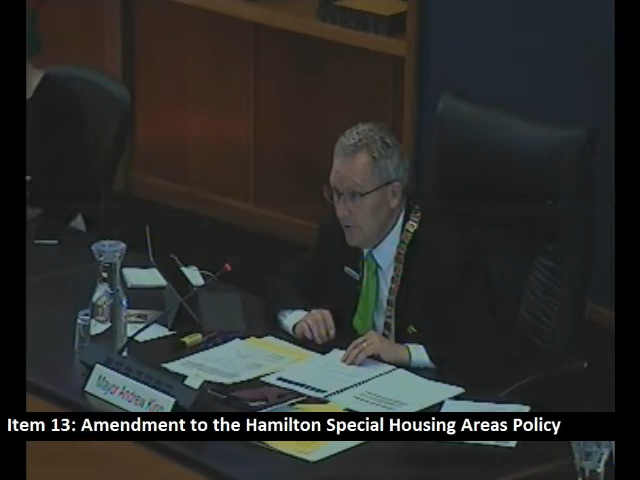 Mayor Andrew King
Item 13: Amendment to the Hamilton Special Housing Areas Policy